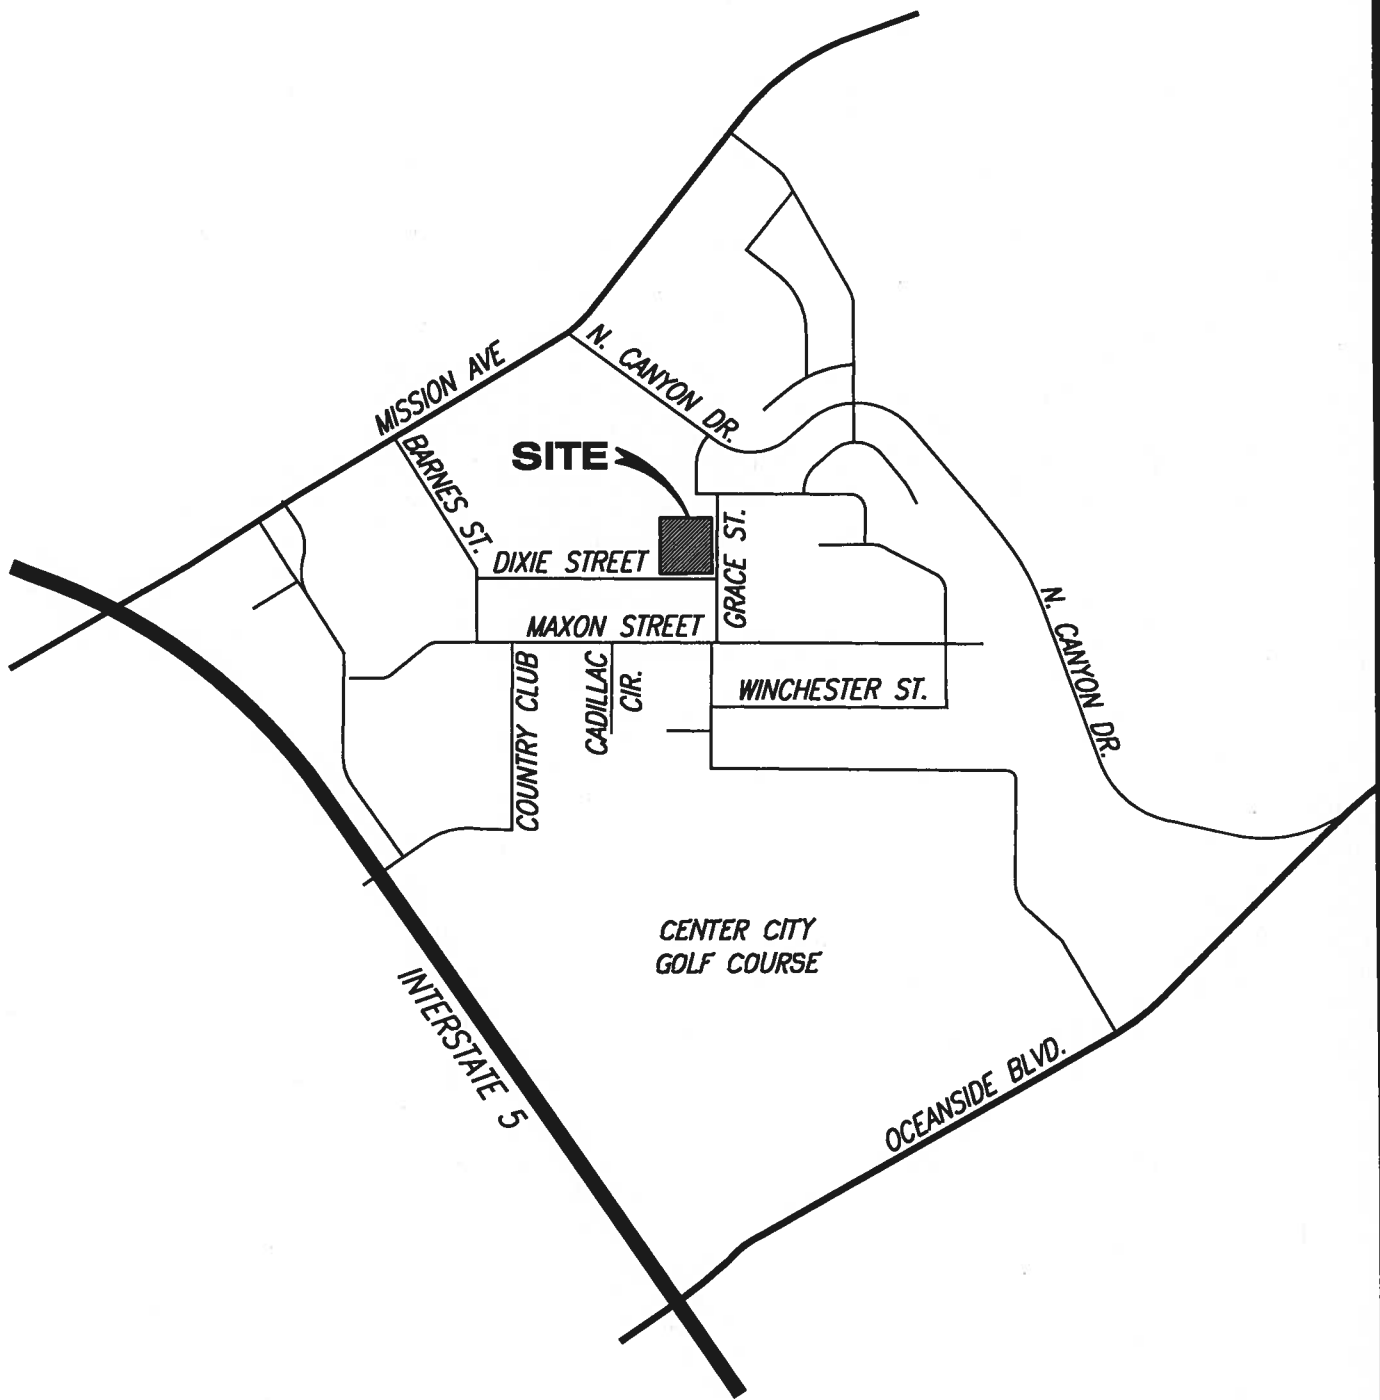 N. CANYON DR.
MISSION AVE
SITE
BARNES ST.
DIXIE STREET
GRACE ST.
MAXON STREET
N. CANYON DR.
COUNTRY CLUB
CADILLAC
CIR.
WINCHESTER ST.
CENTER CITY
GOLF COURSE
INTERSTATE 5
OCEANSIDE BLVD.